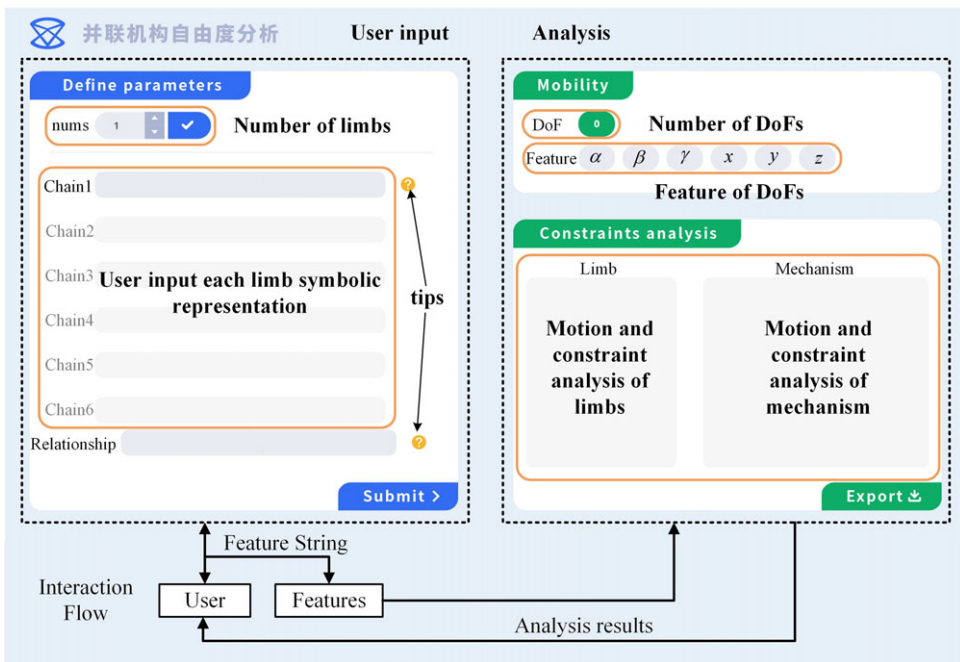 并联机构自由度分析
User input
Analysis
Define parameters
nums 1
Number of limbs
Chain1
Chain2
Chain3
Chain4
Chain5
Chain6
User input each limb symbolic
representation
?
tips
Relationship
?
Submit >
Mobility
DoF 0
Number of DoFs
Feature α β γ x y z
Feature of DoFs
Constraints analysis
Limb
Mechanism
Motion and
constraint
analysis of
limbs
Motion and
constraint
analysis of
mechanism
Export
Feature String
Interaction
Flow
User
Features
Analysis results